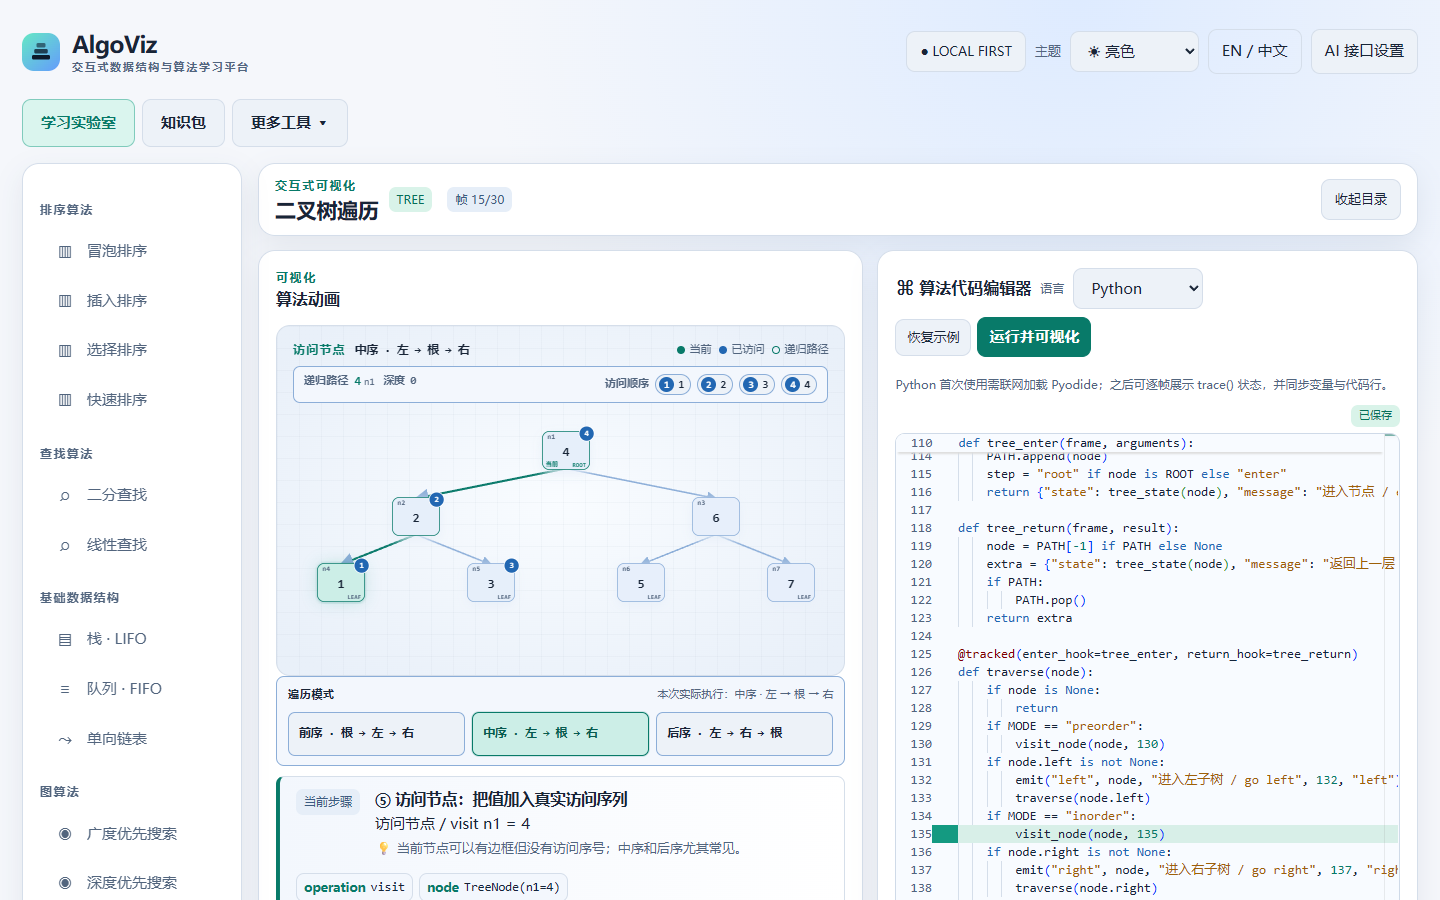 AlgoViz
交互式数据结构与算法学习平台
● LOCAL FIRST
主题
☀ 亮色
EN / 中文
AI 接口设置
学习实验室
知识包
更多工具 ▾
排序算法
冒泡排序
插入排序
选择排序
快速排序
查找算法
二分查找
线性查找
基础数据结构
栈 · LIFO
队列 · FIFO
单向链表
图算法
广度优先搜索
深度优先搜索
交互式可视化
二叉树遍历
TREE
帧 15/30
收起目录
可视化
算法动画
访问节点 中序 · 左 → 根 → 右
当前 已访问 递归路径
递归路径 4 n1 深度 0
访问顺序 1 1 2 2 3 3 4 4
n1 4 4 当前 ROOT
n2 2 2
n3 6
n4 1 1 LEAF
n5 3 3 LEAF
n6 5 LEAF
n7 7 LEAF
遍历模式
本次实际执行：中序 · 左 → 根 → 右
前序 · 根 → 左 → 右
中序 · 左 → 根 → 右
后序 · 左 → 右 → 根
当前步骤
⑤ 访问节点：把值加入真实访问序列
访问节点 / visit n1 = 4
💡 当前节点可以有边框但没有访问序号；中序和后序尤其常见。
operation visit
node TreeNode(n1=4)
⌘ 算法代码编辑器
语言
Python
恢复示例
运行并可视化
Python 首次使用需联网加载 Pyodide；之后可逐帧展示 trace() 状态，并同步变量与代码行。
已保存
110 def tree_enter(frame, arguments):
114 PATH.append(node)
115 step = "root" if node is ROOT else "enter"
116 return {"state": tree_state(node), "message": "进入节点 /
117
118 def tree_return(frame, result):
119 node = PATH[-1] if PATH else None
120 extra = {"state": tree_state(node), "message": "返回上一层
121 if PATH:
122 PATH.pop()
123 return extra
124
125 @tracked(enter_hook=tree_enter, return_hook=tree_return)
126 def traverse(node):
127 if node is None:
128 return
129 if MODE == "preorder":
130 visit_node(node, 130)
131 if node.left is not None:
132 emit("left", node, "进入左子树 / go left", 132, "left"
133 traverse(node.left)
134 if MODE == "inorder":
135 visit_node(node, 135)
136 if node.right is not None:
137 emit("right", node, "进入右子树 / go right", 137, "righ
138 traverse(node.right)